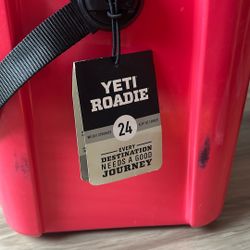 YETI
ROADIE
24
EVERY
DESTINATION
NEEDS A GOOD
JOURNEY